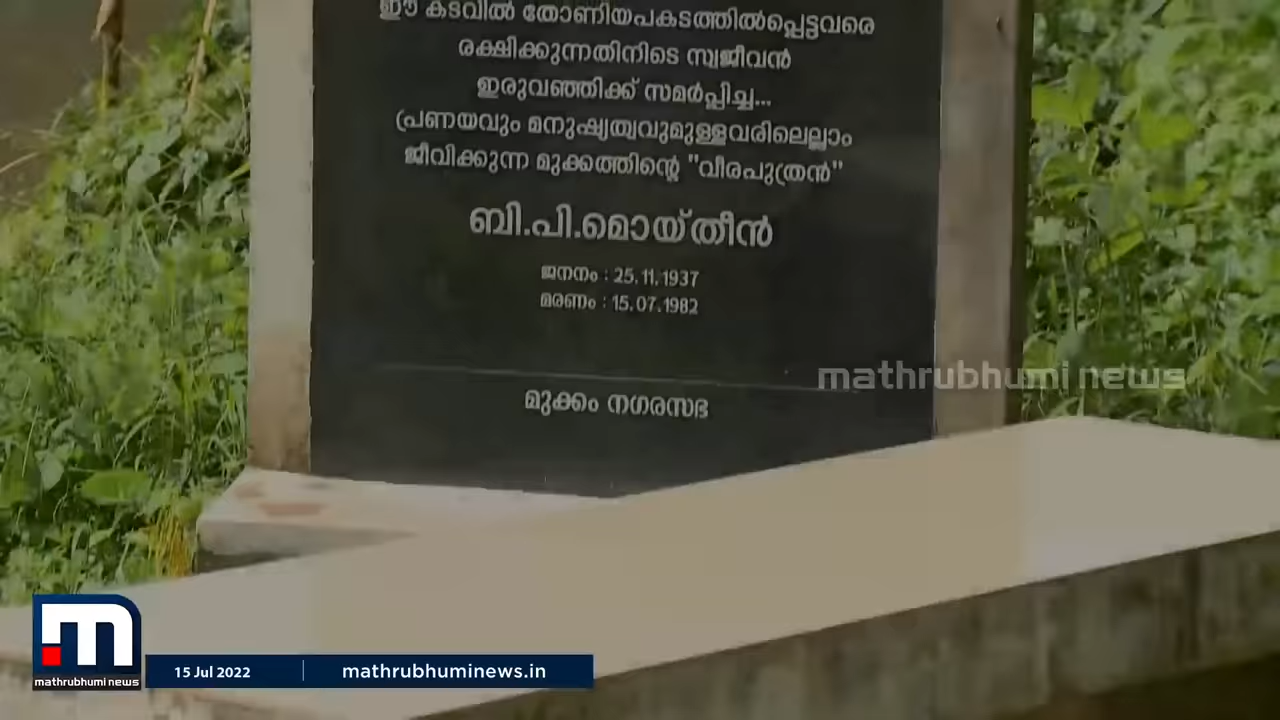 ഈ കടവിൽ തോണിയപകടത്തിൽപ്പെട്ടവരെ
രക്ഷിക്കുന്നതിനിടെ സ്വജീവൻ
ഇരുവഞ്ഞിക്ക് സമർപ്പിച്ച...
പ്രണയവും മനുഷ്യത്വവുമുള്ളവരിലെല്ലാം
ജീവിക്കുന്ന മുക്കത്തിന്റെ "വീരപുത്രൻ"
ബി.പി.മൊയ്തീൻ
ജനനം : 25.11.1937
മരണം : 15.07.1982
mathrubhumi news
മുക്കം നഗരസഭ
m
mathrubhumi news
15 Jul 2022
mathrubhuminews.in